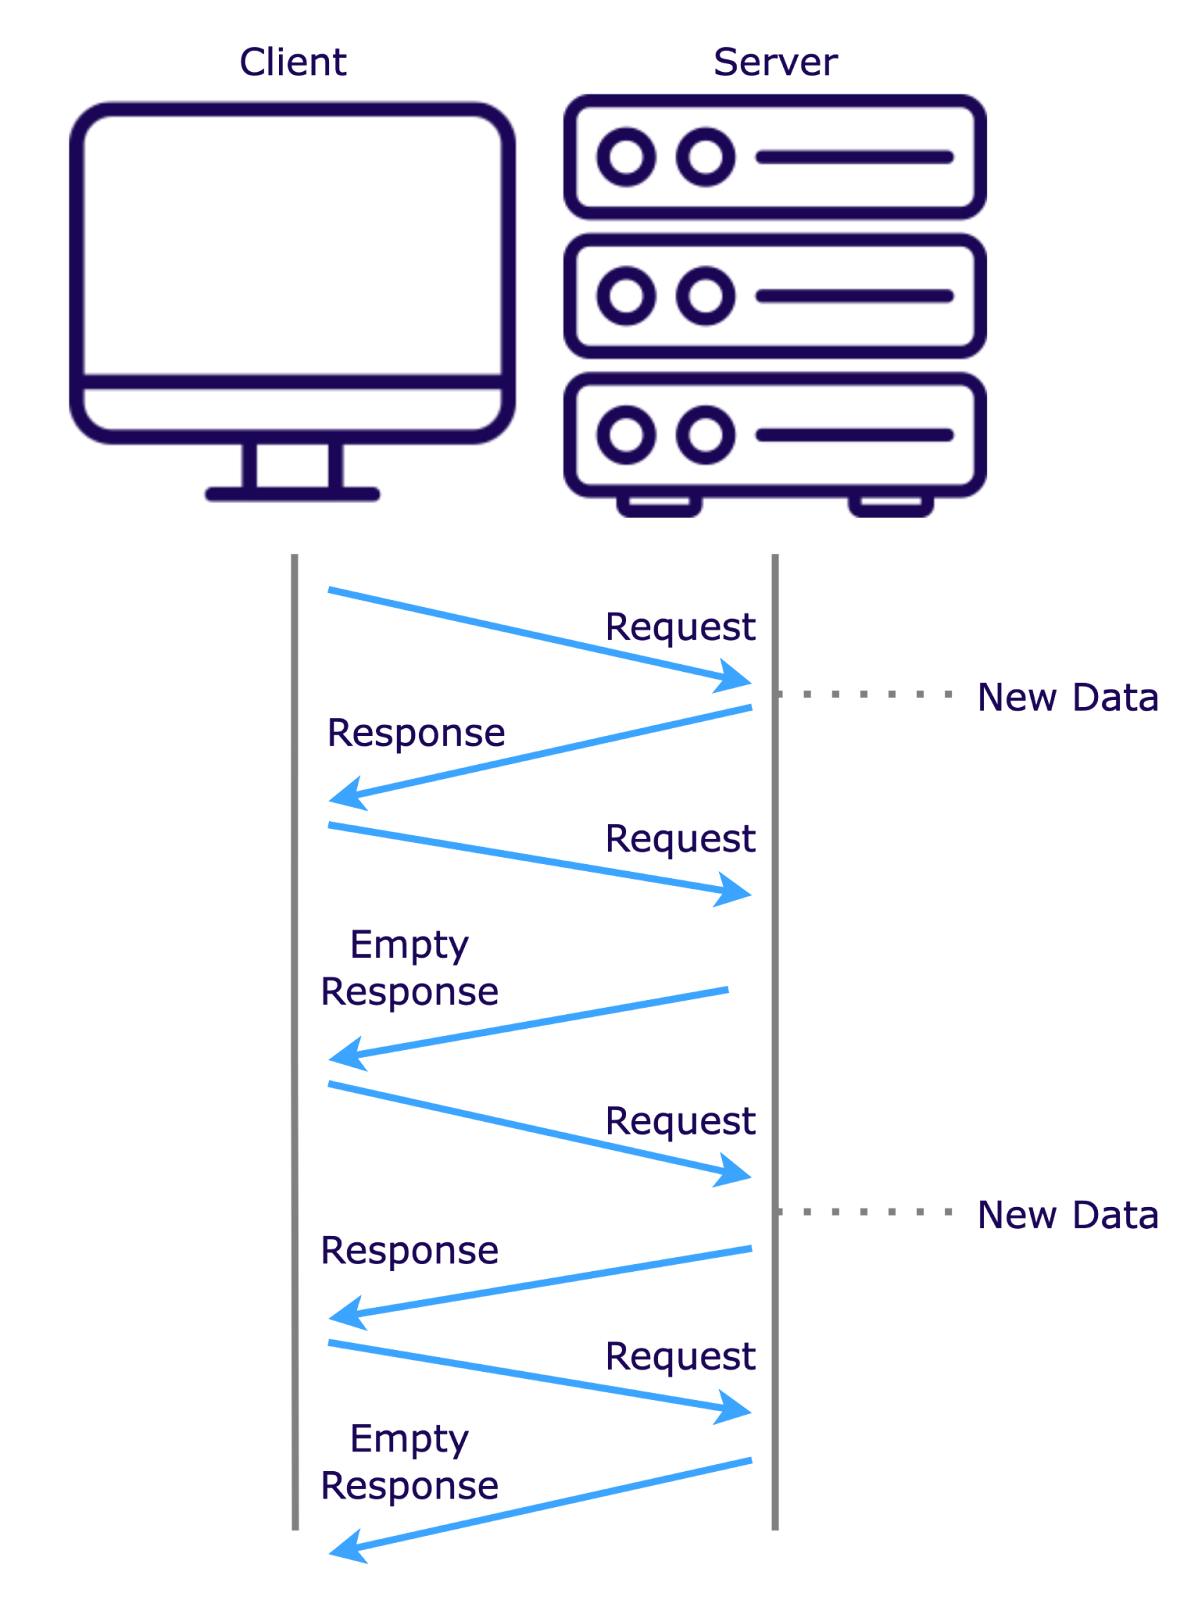 Client
Server
Request
New Data
Response
Request
Empty
Response
Request
New Data
Response
Request
Empty
Response